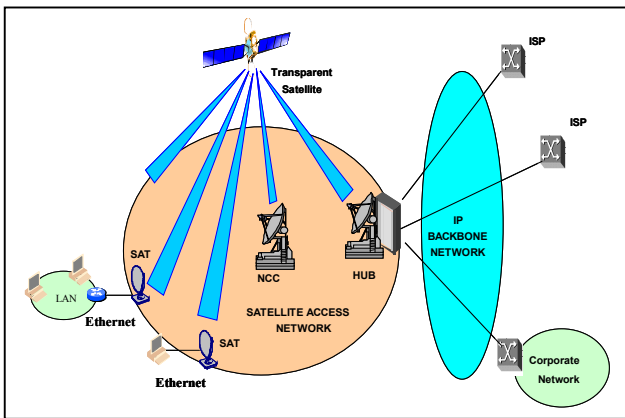 ISP
Transparent
Satellite
ISP
IP
BACKBONE
NETWORK
SAT
NCC
HUB
LAN
SATELLITE ACCESS
NETWORK
Ethernet
SAT
Corporate
Network
Ethernet